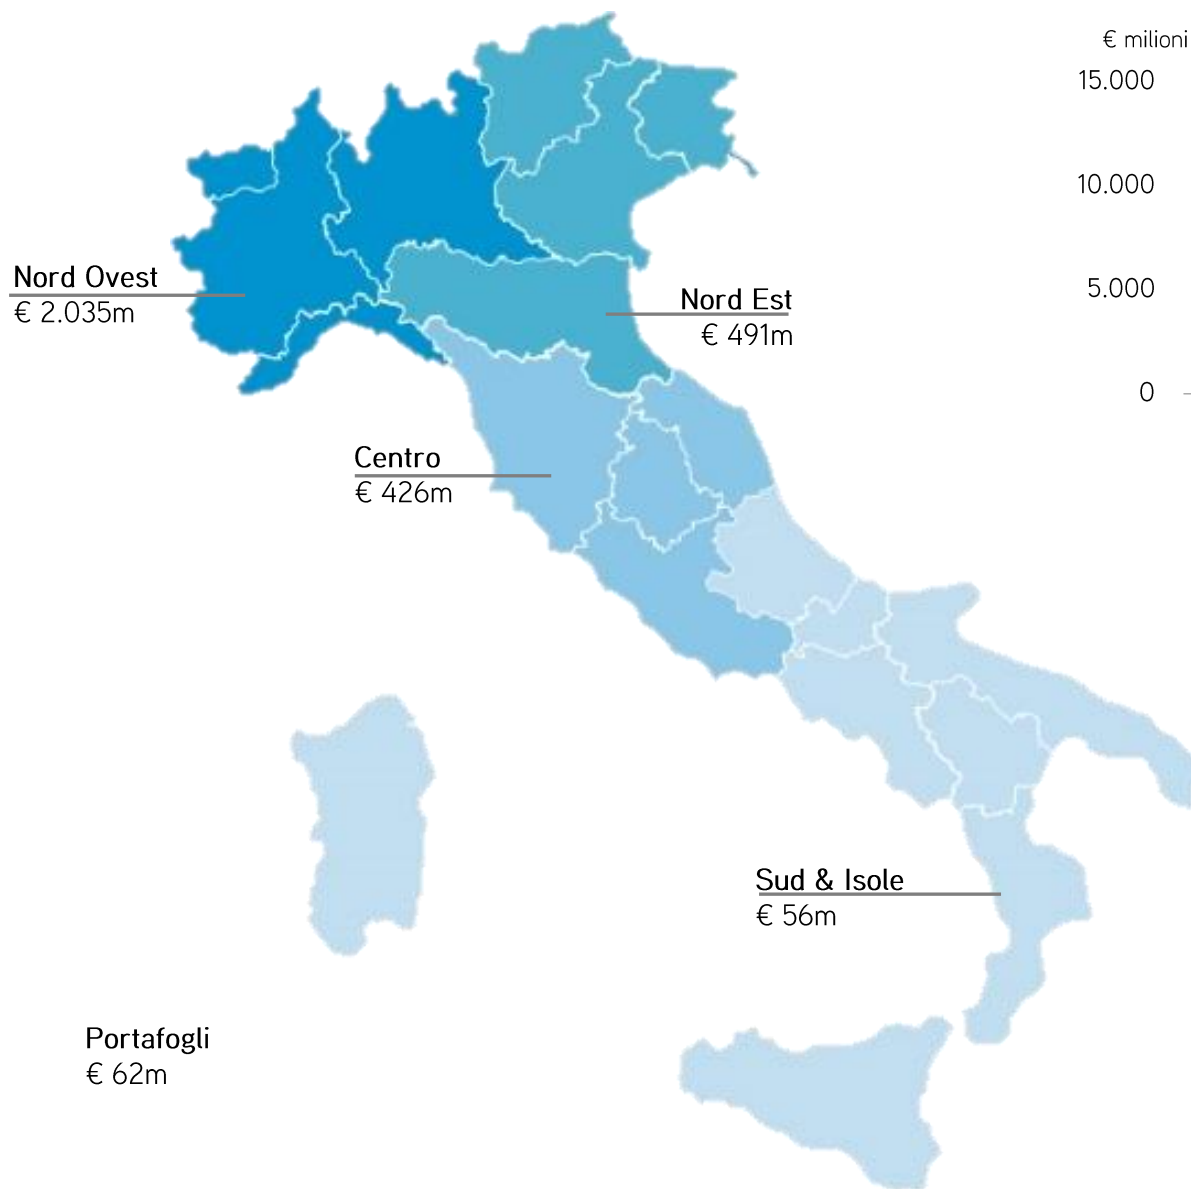 € milioni
15.000
10.000
5.000
0
Nord Ovest
€ 2.035m
Nord Est
€ 491m
Centro
€ 426m
Sud & Isole
€ 56m
Portafogli
€ 62m